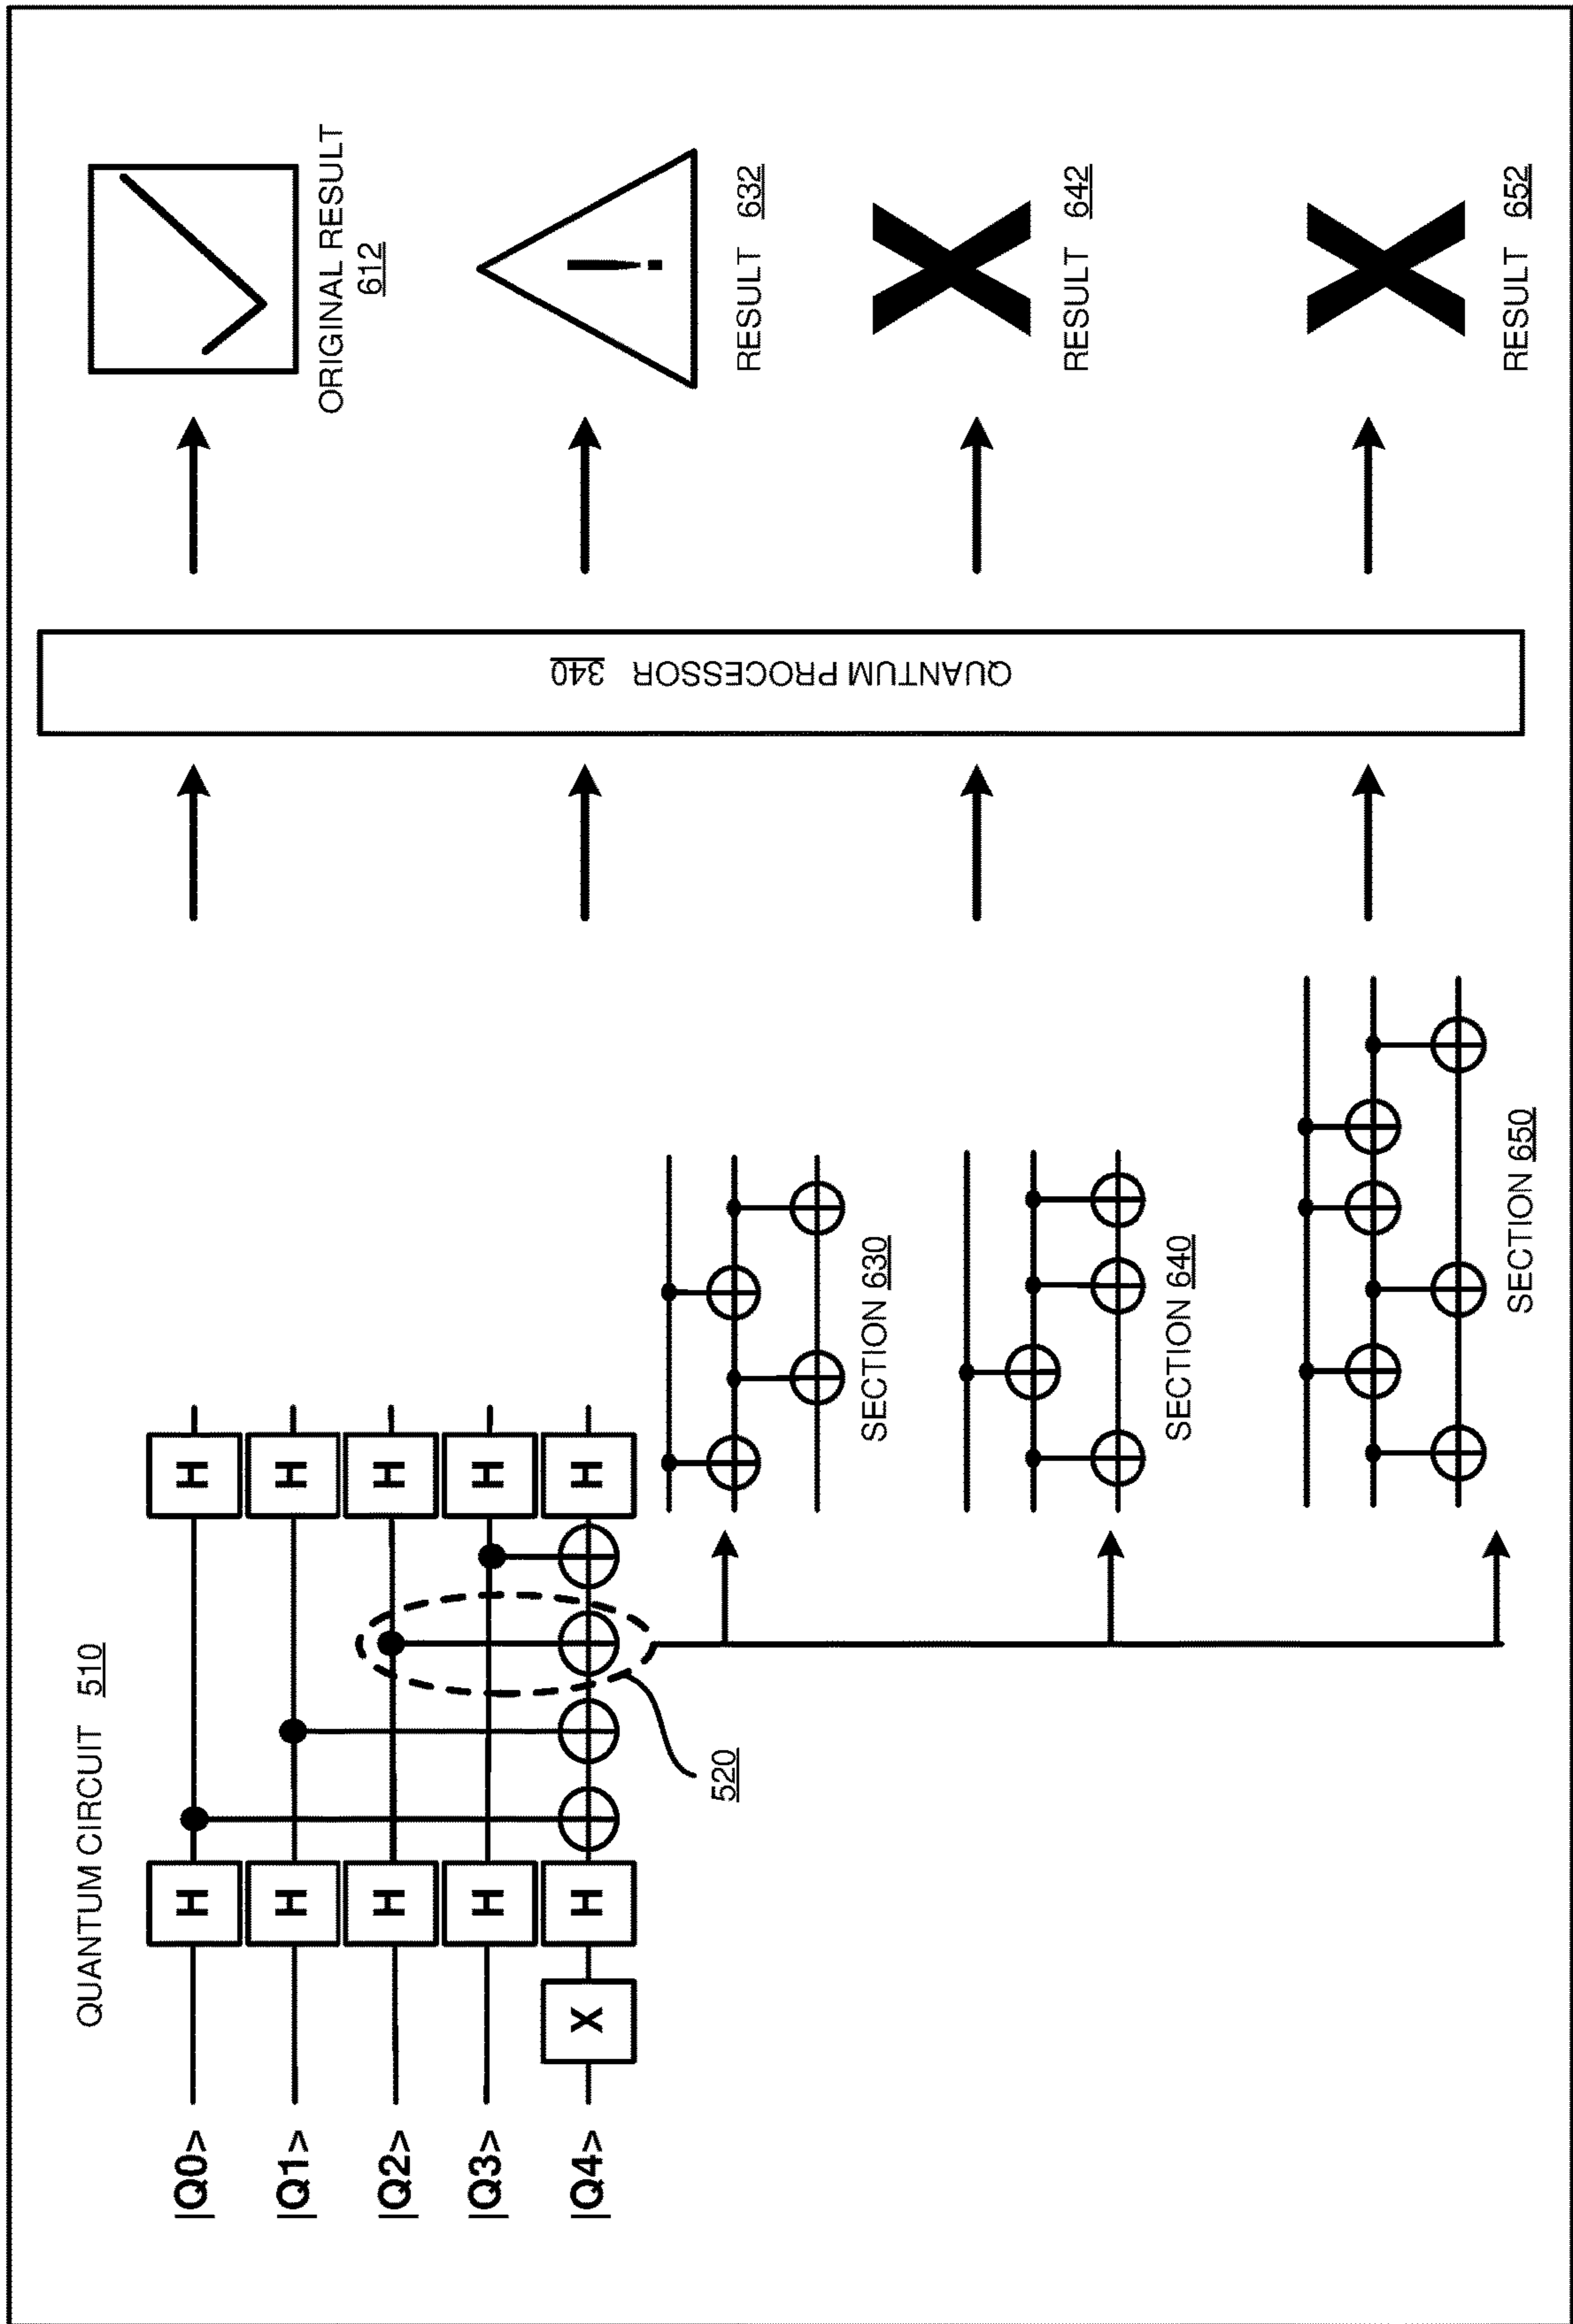 QUANTUM CIRCUIT 510
|Q0>
H
H
|Q1>
H
H
|Q2>
H
H
|Q3>
H
H
|Q4>
X
H
H
520
SECTION 630
SECTION 640
SECTION 650
QUANTUM PROCESSOR 340
ORIGINAL RESULT
612
!
RESULT 632
RESULT 642
RESULT 652